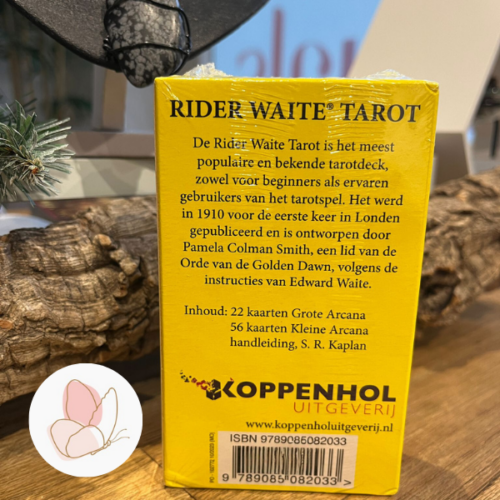 RIDER WAITE® TAROT
De Rider Waite Tarot is het meest
populaire en bekende tarotdeck,
zowel voor beginners als ervaren
gebruikers van het tarotspel. Het werd
in 1910 voor de eerste keer in Londen
gepubliceerd en is ontworpen door
Pamela Colman Smith, een lid van de
Orde van de Golden Dawn, volgens de
instructies van Edward Waite.
Inhoud: 22 kaarten Grote Arcana
56 kaarten Kleine Arcana
handleiding, S. R. Kaplan
KOPPENHOL
UITGEVERIJ
www.koppenholuitgeverij.nl
ISBN 9789085082033
9 789085 082033 >